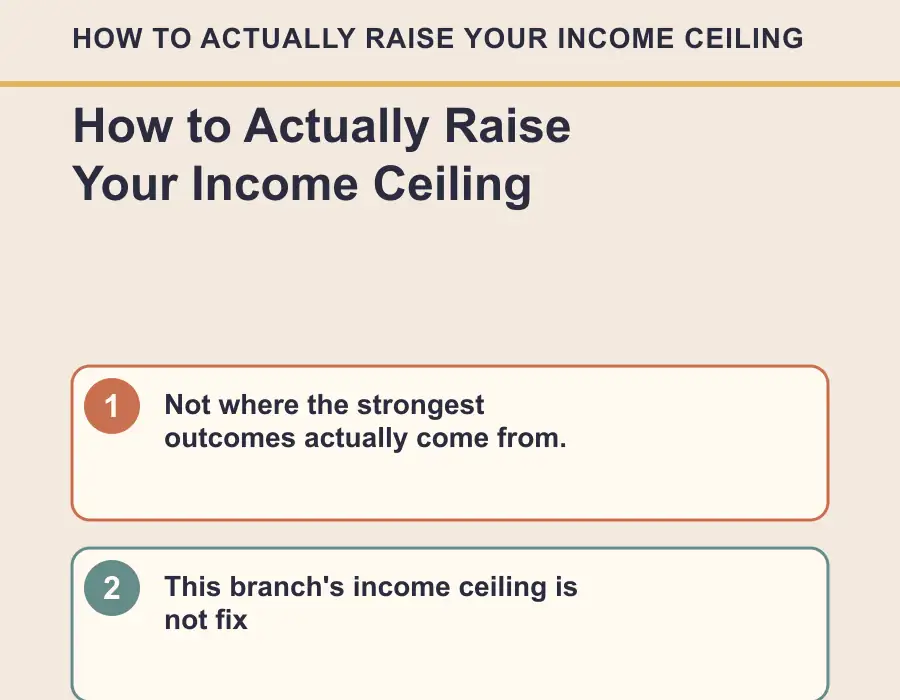 HOW TO ACTUALLY RAISE YOUR INCOME CEILING
How to Actually Raise
Your Income Ceiling
1
Not where the strongest
outcomes actually come from.
2
This branch's income ceiling is
not fix